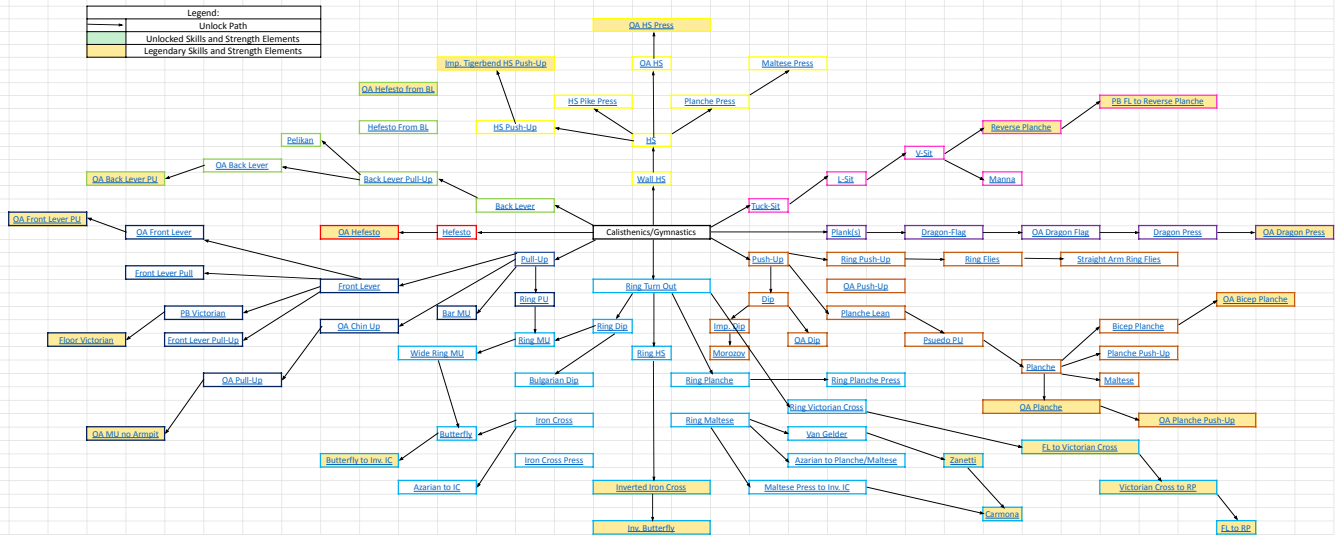 Legend:
Unlock Path
Unlocked Skills and Strength Elements
Legendary Skills and Strength Elements
OA HS Press
Imp. Tigerbend HS Push-Up
OA HS
Maltese Press
OA Hefesto from BL
HS Pike Press
Planche Press
PB FL to Reverse Planche
Hefesto From BL
HS Push-Up
Reverse Planche
Pelikan
HS
V-Sit
OA Back Lever
Manna
OA Back Lever PU
Back Lever Pull-Up
Wall HS
L-Sit
Back Lever
Tuck-Sit
OA Front Lever PU
OA Front Lever
OA Hefesto
Hefesto
Calisthenics/Gymnastics
Plank(s)
Dragon-Flag
OA Dragon Flag
Dragon Press
OA Dragon Press
Pull-Up
Push-Up
Ring Push-Up
Ring Flies
Straight Arm Ring Flies
Front Lever Pull
Front Lever
Ring PU
Ring Turn Out
Dip
OA Push-Up
OA Bicep Planche
PB Victorian
Bar MU
Planche Lean
OA Chin Up
Ring Dip
Imp. Dip
Bicep Planche
Floor Victorian
Front Lever Pull-Up
Ring MU
OA Dip
Psuedo PU
Wide Ring MU
Ring HS
Morozov
Planche Push-Up
Planche
OA Pull-Up
Bulgarian Dip
Ring Planche
Ring Planche Press
Maltese
Ring Victorian Cross
OA Planche
Iron Cross
Ring Maltese
OA Planche Push-Up
OA MU no Armpit
Butterfly
Van Gelder
FL to Victorian Cross
Butterfly to Inv. IC
Iron Cross Press
Azarian to Planche/Maltese
Zanetti
Azarian to IC
Inverted Iron Cross
Maltese Press to Inv. IC
Victorian Cross to RP
Carmona
Inv. Butterfly
FL to RP